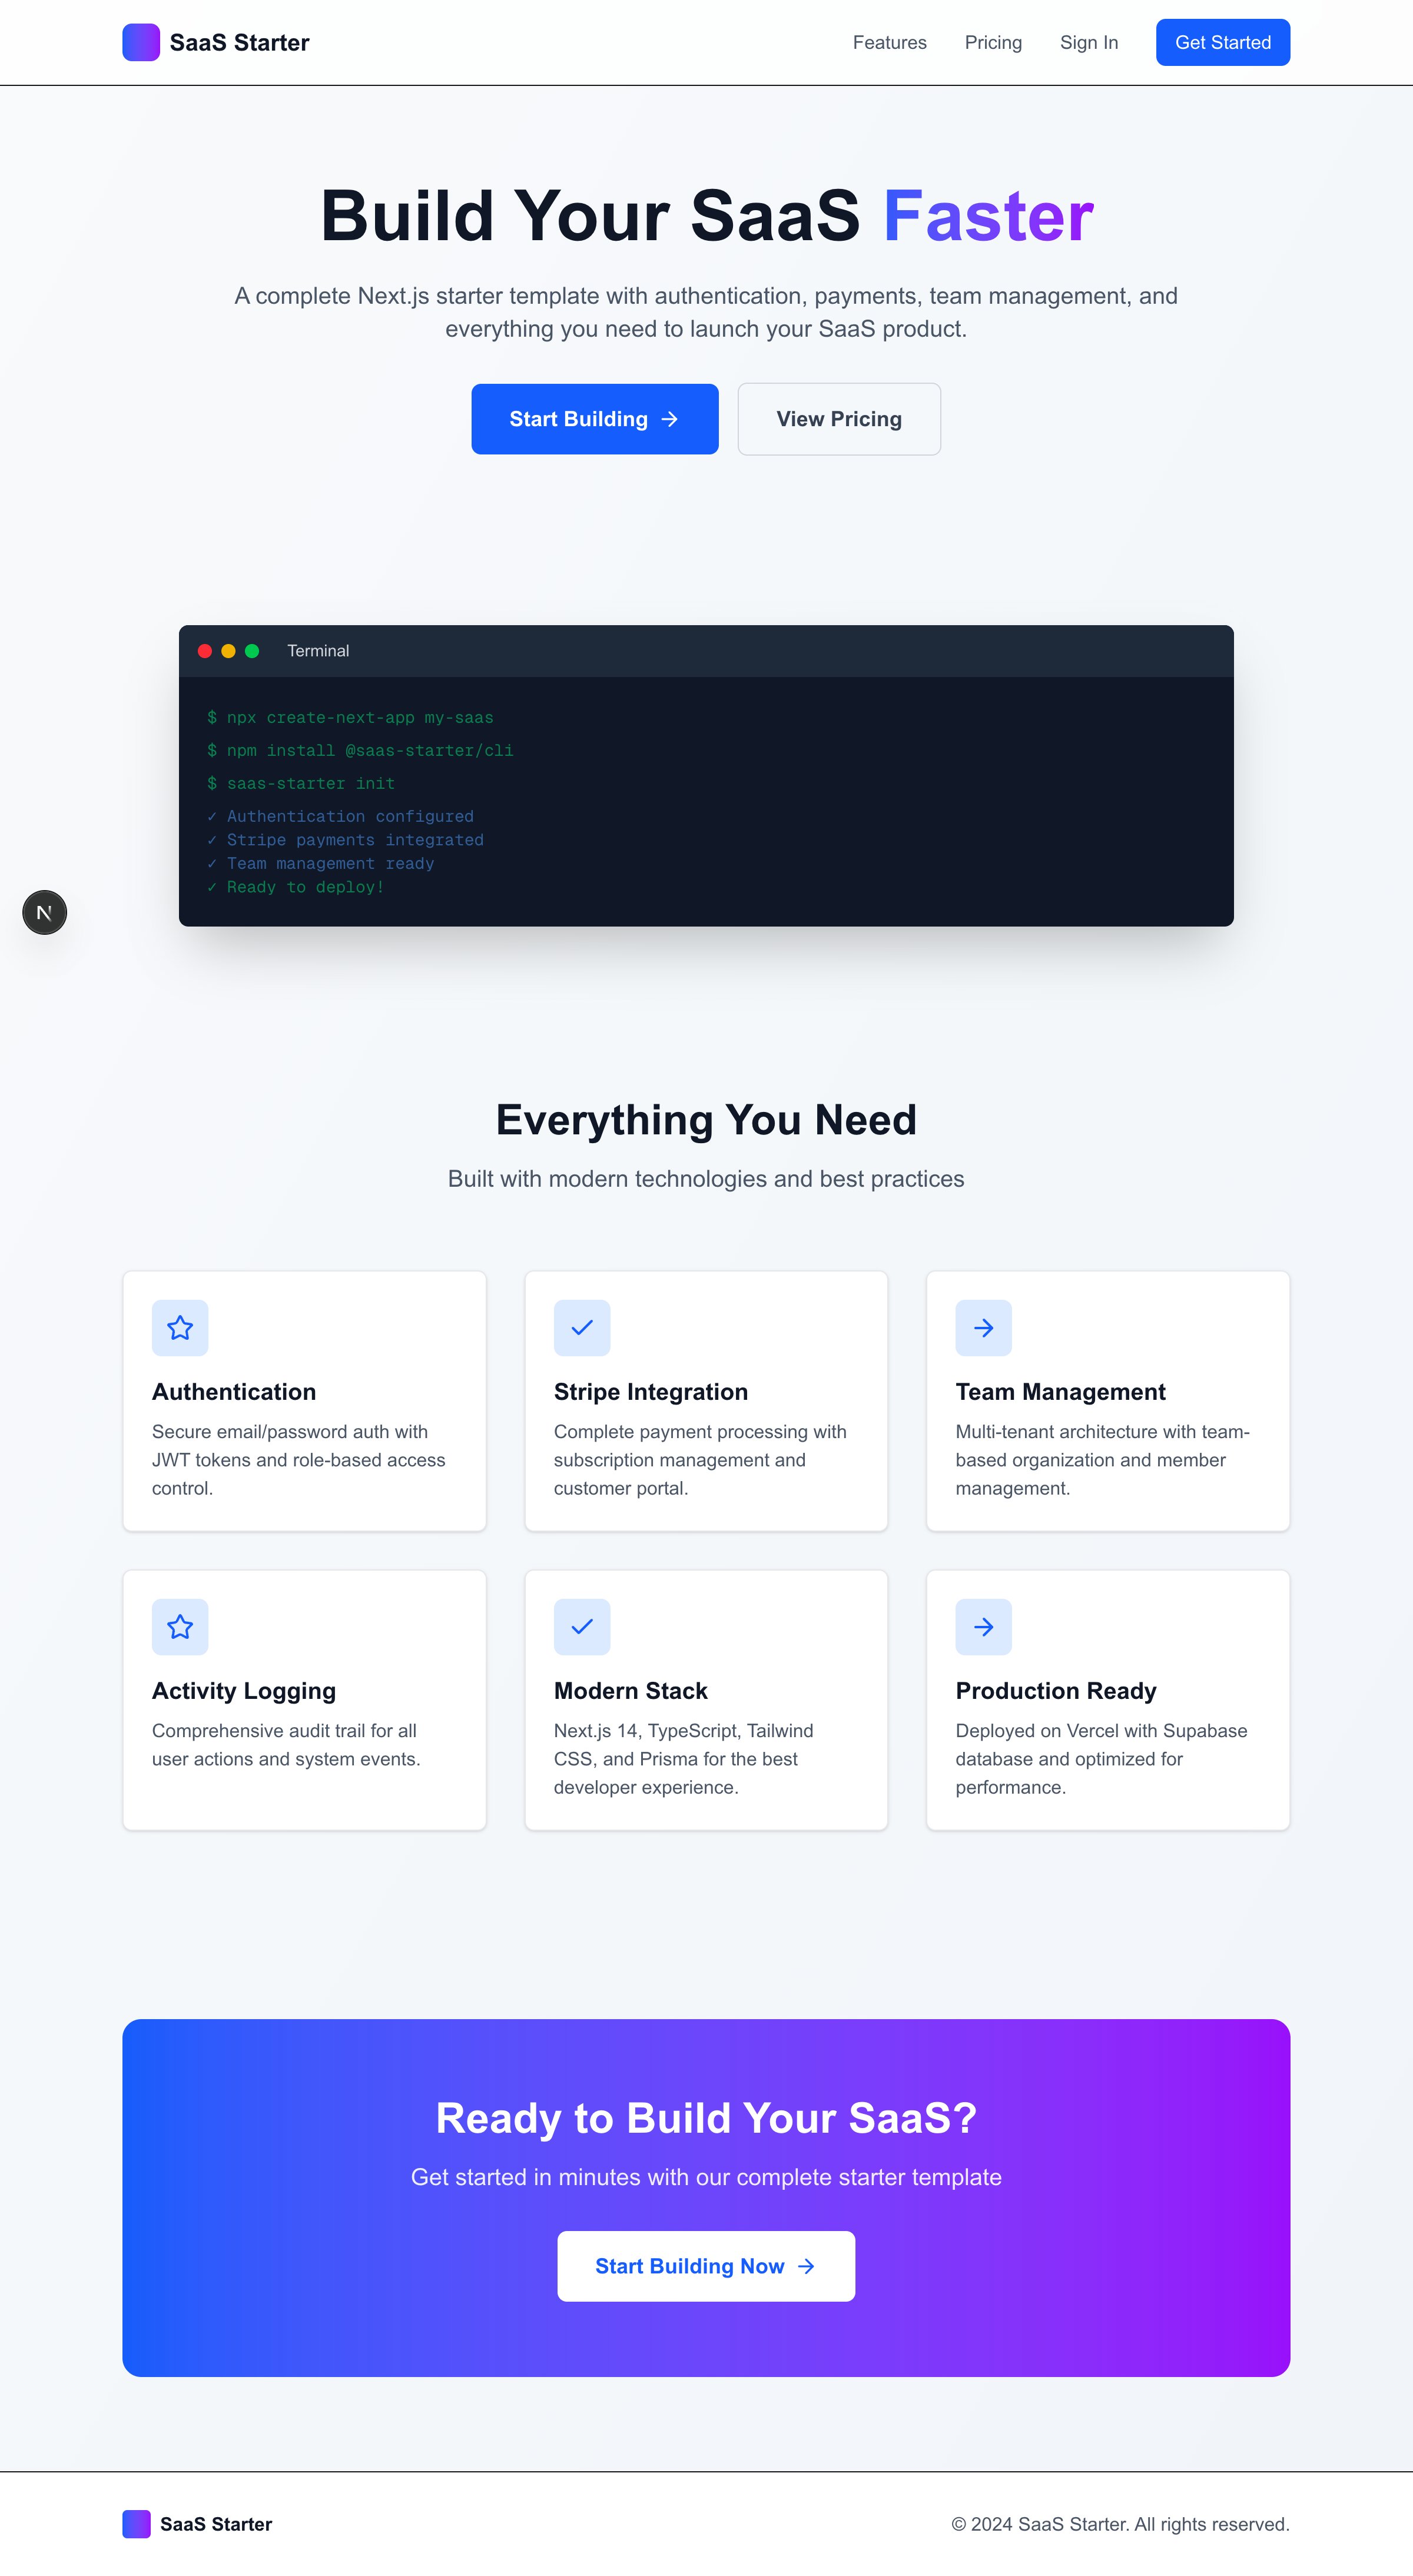 SaaS Starter
Features
Pricing
Sign In
Get Started
Build Your SaaS Faster
A complete Next.js starter template with authentication, payments, team management, and
everything you need to launch your SaaS product.
Start Building →
View Pricing
Terminal
$ npx create-next-app my-saas
$ npm install @saas-starter/cli
$ saas-starter init
✓ Authentication configured
✓ Stripe payments integrated
✓ Team management ready
✓ Ready to deploy!
N
Everything You Need
Built with modern technologies and best practices
Authentication
Secure email/password auth with
JWT tokens and role-based access
control.
Stripe Integration
Complete payment processing with
subscription management and
customer portal.
Team Management
Multi-tenant architecture with team-
based organization and member
management.
Activity Logging
Comprehensive audit trail for all
user actions and system events.
Modern Stack
Next.js 14, TypeScript, Tailwind
CSS, and Prisma for the best
developer experience.
Production Ready
Deployed on Vercel with Supabase
database and optimized for
performance.
Ready to Build Your SaaS?
Get started in minutes with our complete starter template
Start Building Now →
SaaS Starter
© 2024 SaaS Starter. All rights reserved.